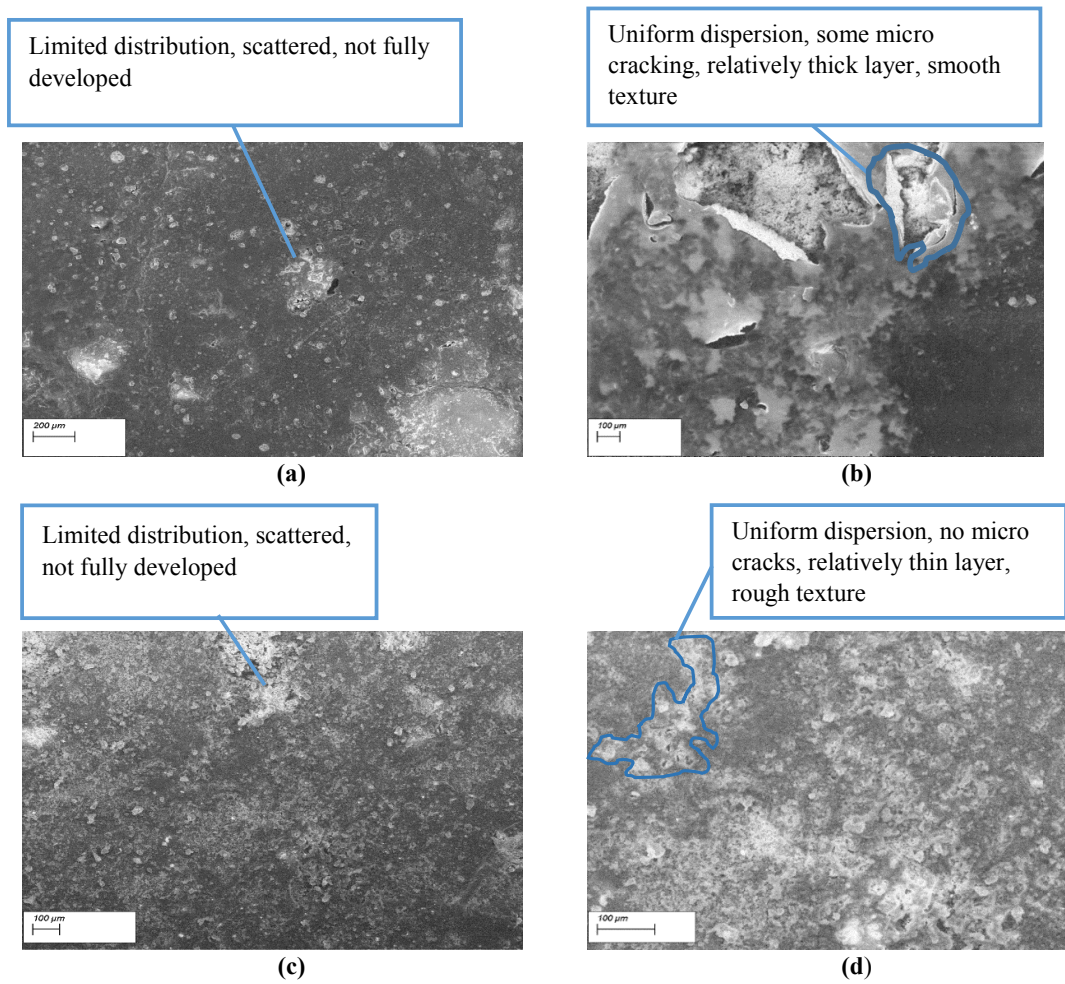 Limited distribution, scattered, not fully
developed
Uniform dispersion, some micro
cracking, relatively thick layer, smooth
texture
200 µm
100 µm
(a)
(b)
Limited distribution, scattered,
not fully developed
Uniform dispersion, no micro
cracks, relatively thin layer,
rough texture
100 µm
100 µm
(c)
(d)